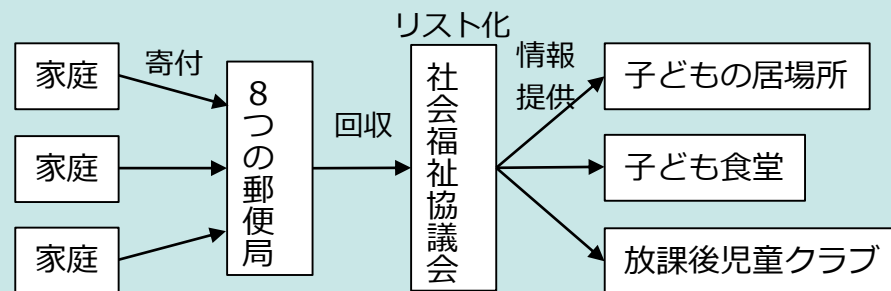 家庭
家庭
家庭
寄付
8つの郵便局
回収
リスト化
社会福祉協議会
情報
提供
子どもの居場所
子ども食堂
放課後児童クラブ